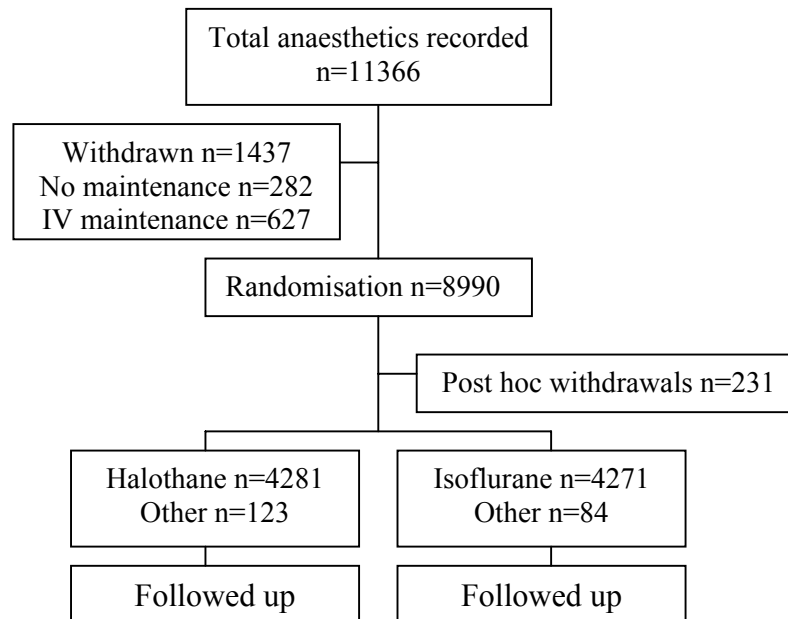 Total anaesthetics recorded
n=11366
Withdrawn n=1437
No maintenance n=282
IV maintenance n=627
Randomisation n=8990
Post hoc withdrawals n=231
Halothane n=4281
Other n=123
Isoflurane n=4271
Other n=84
Followed up
Followed up